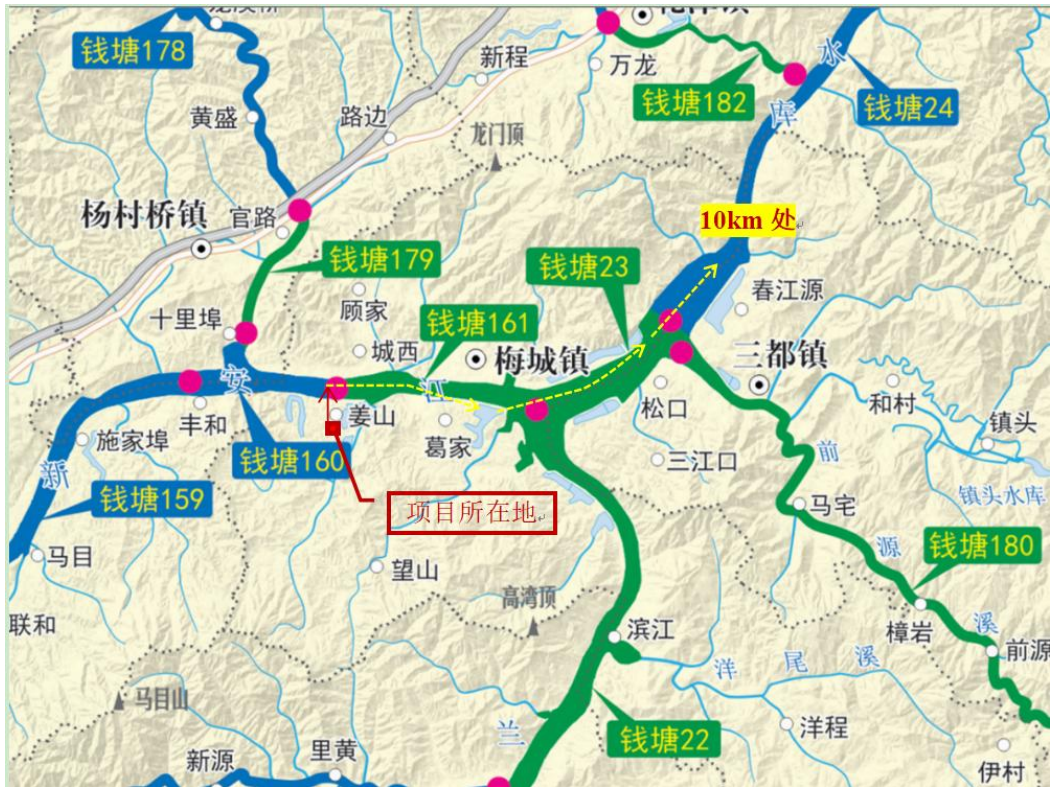 钱塘178
新程
万龙
水
钱塘182
库
钱塘24
黄盛
路边
龙门顶
杨村桥镇
官路
10km 处
钱塘179
钱塘23
春江源
十里埠
顾家
钱塘161
城西
梅城镇
三都镇
安
江
丰和
姜山
葛家
松口
和村
镇头
施家埠
新
钱塘160
三江口
前
钱塘159
项目所在地
马宅
镇头水库
源
钱塘180
马目
望山
高湾顶
联和
滨江
樟岩
溪
前源
洋 尾 溪
马目山
兰
钱塘22
洋程
新源
里黄
伊村